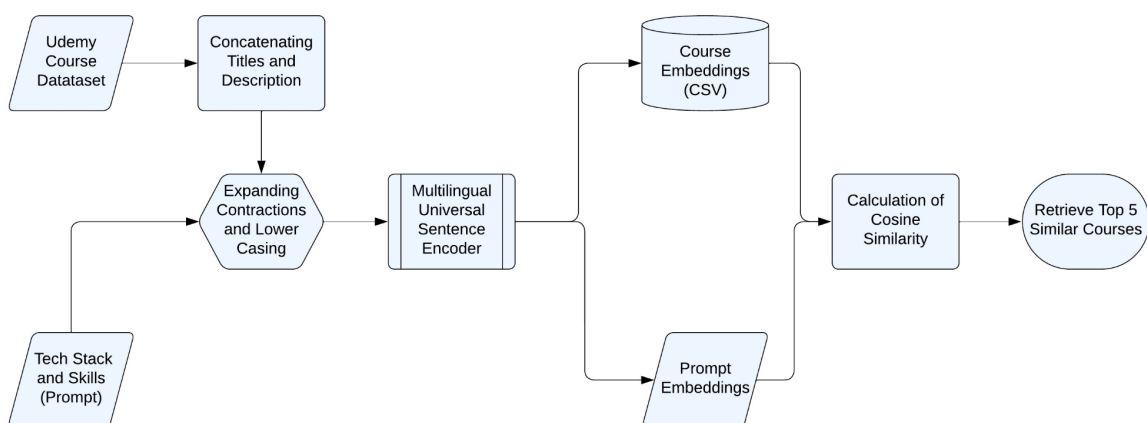 Udemy
Course
Datataset
Concatenating
Titles and
Description
Course
Embeddings
(CSV)
Expanding
Contractions
and Lower
Casing
Multilingual
Universal
Sentence
Encoder
Calculation of
Cosine
Similarity
Retrieve Top 5
Similar Courses
Tech Stack
and Skills
(Prompt)
Prompt
Embeddings